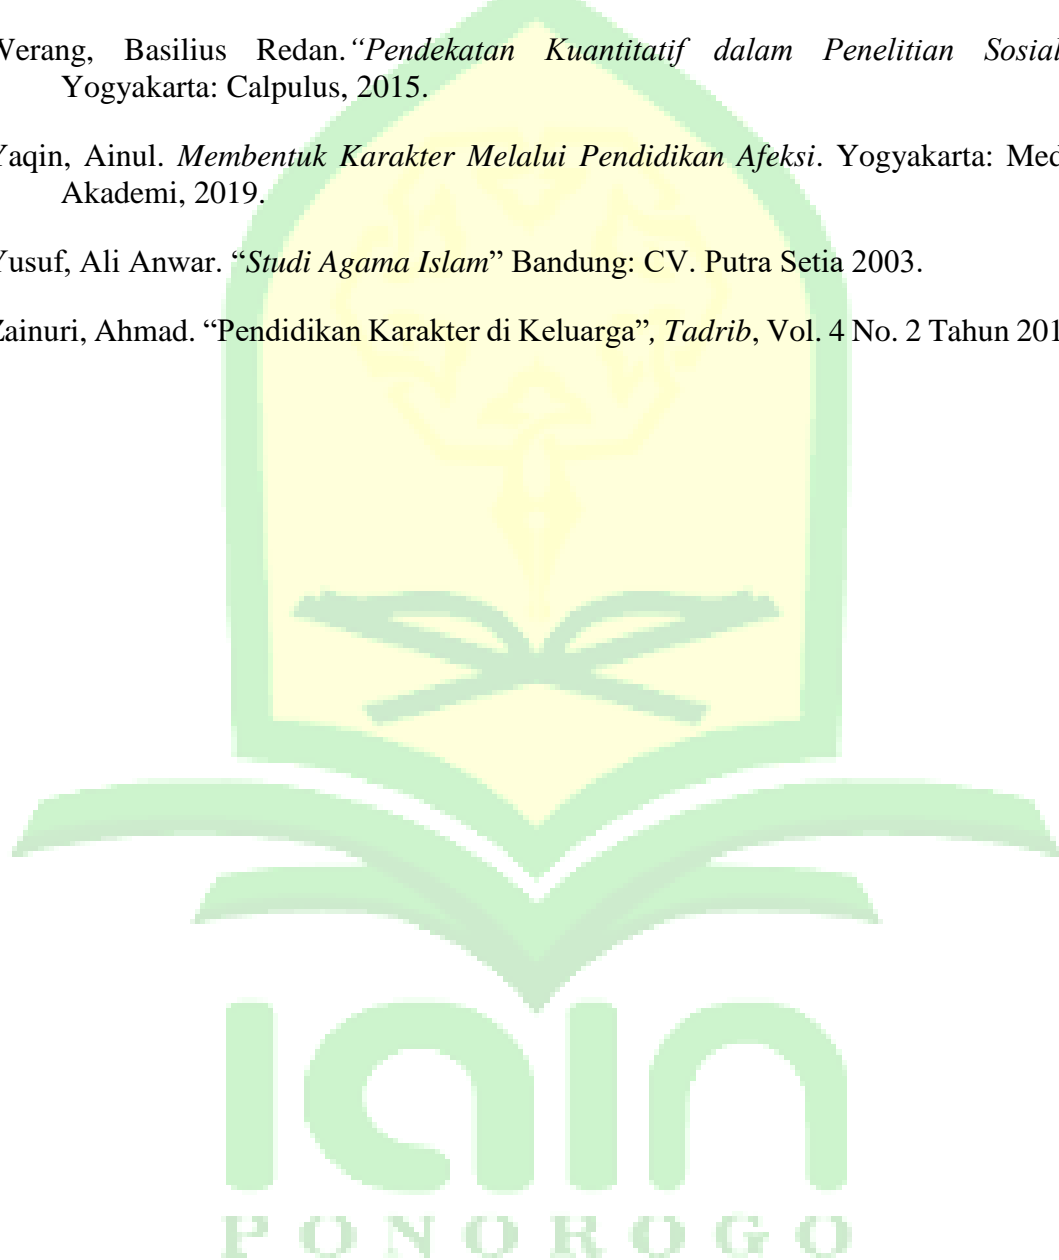 Werang, Basilius Redan. “Pendekatan Kuantitatif dalam Penelitian Sosial
Yogyakarta: Calpulus, 2015.
Yaqin, Ainul. Membentuk Karakter Melalui Pendidikan Afeksi. Yogyakarta: Med
Akademi, 2019.
Yusuf, Ali Anwar. “Studi Agama Islam” Bandung: CV. Putra Setia 2003.
Zainuri, Ahmad. “Pendidikan Karakter di Keluarga”, Tadrib, Vol. 4 No. 2 Tahun 201
iain
PONOROGO